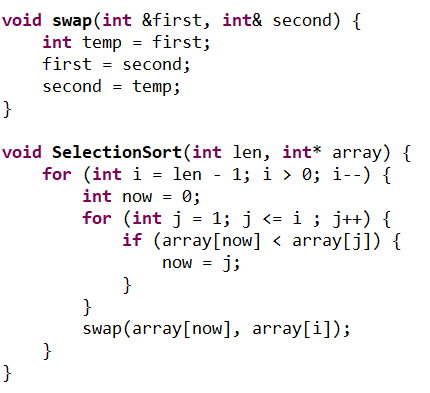 void swap(int &first, int& second) {
    int temp = first;
    first = second;
    second = temp;
}

void SelectionSort(int len, int* array) {
    for (int i = len - 1; i > 0; i--) {
        int now = 0;
        for (int j = 1; j <= i ; j++) {
            if (array[now] < array[j]) {
                now = j;
            }
        }
        swap(array[now], array[i]);
    }
}